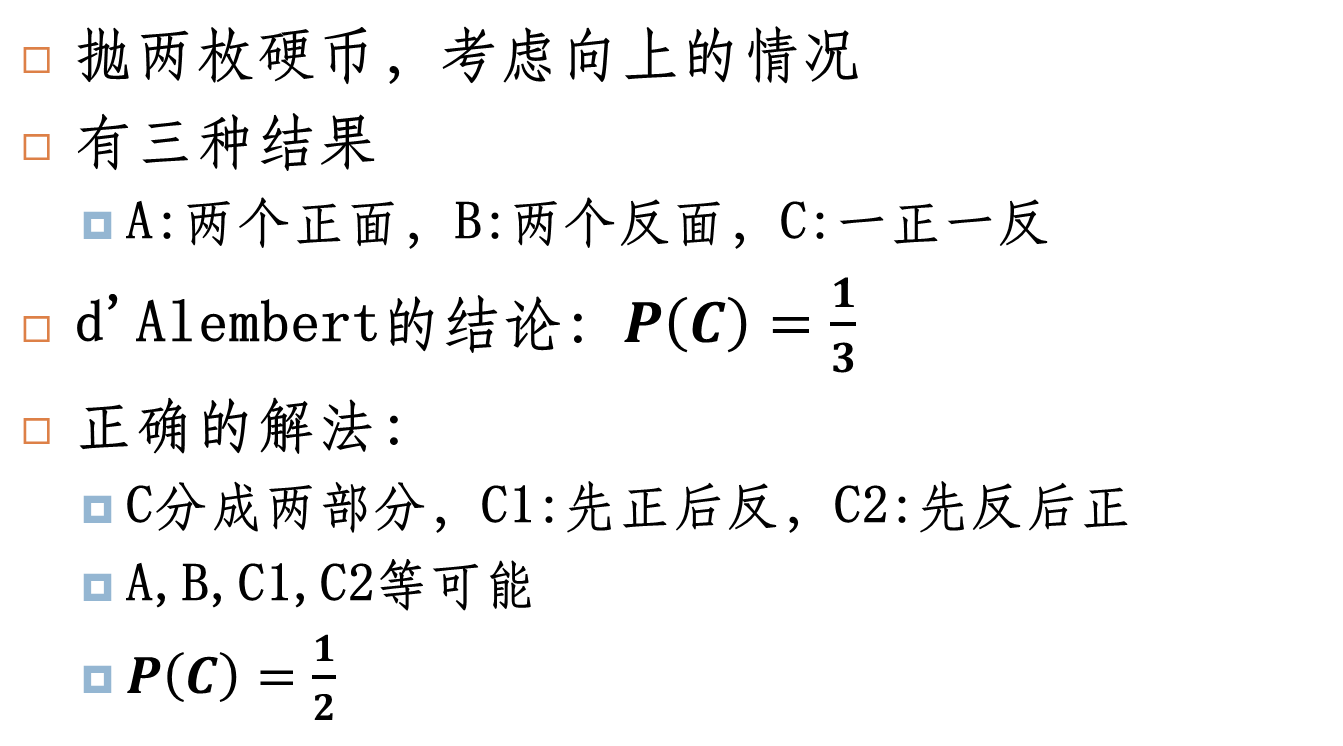 抛两枚硬币，考虑向上的情况
有三种结果
A:两个正面，B:两个反面，C:一正一反
d'Alembert的结论：P(C) = 1/3
正确的解法：
C分成两部分，C1:先正后反，C2:先反后正
A,B,C1,C2等可能
P(C) = 1/2